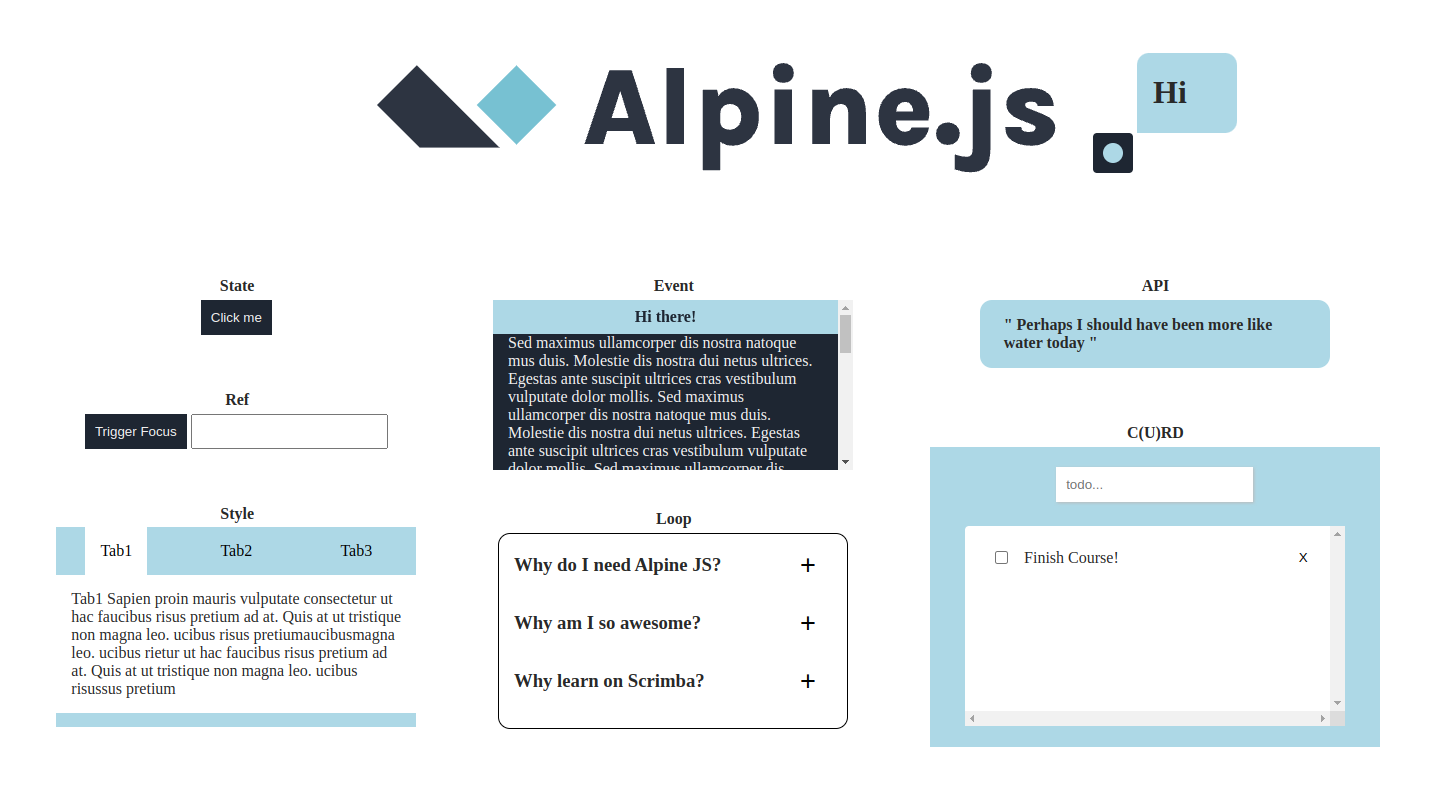 Alpine.js
Hi
State
Click me
Ref
Trigger Focus
Style
Tab1 Tab2 Tab3
Tab1 Sapien proin mauris vulputate consectetur ut
hac faucibus risus pretium ad at. Quis at ut tristique
non magna leo. ucibus risus pretiumaucibusmagna
leo. ucibus rietur ut hac faucibus risus pretium ad
at. Quis at ut tristique non magna leo. ucibus
risussus pretium
Event
Hi there!
Sed maximus ullamcorper dis nostra natoque
mus duis. Molestie dis nostra dui netus ultrices.
Egestas ante suscipit ultrices cras vestibulum
vulputate dolor mollis. Sed maximus
ullamcorper dis nostra natoque mus duis.
Molestie dis nostra dui netus ultrices. Egestas
ante suscipit ultrices cras vestibulum vulputate
dolor mollis. Sed maximus ullamcorper dis
Loop
Why do I need Alpine JS? +
Why am I so awesome? +
Why learn on Scrimba? +
API
" Perhaps I should have been more like
water today "
C(U)RD
todo...
Finish Course! X